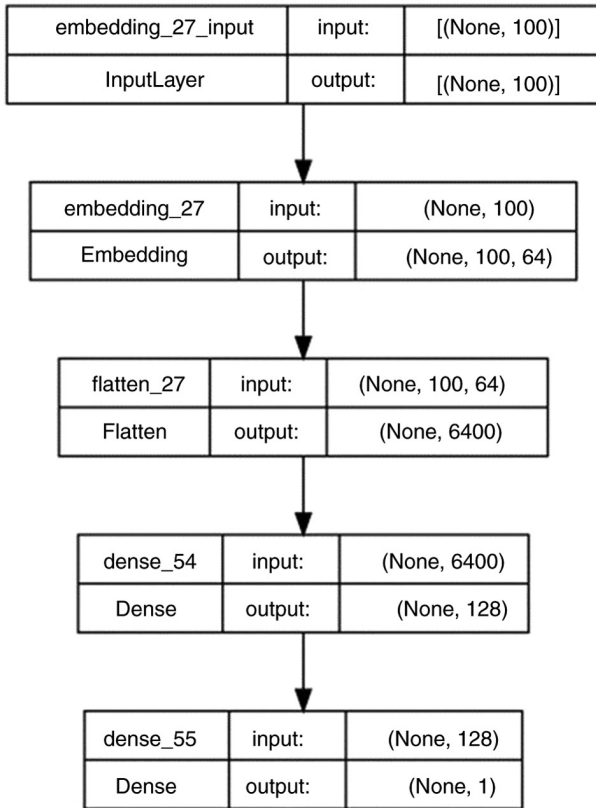 embedding_27_input input: [(None, 100)]
InputLayer output: [(None, 100)]
embedding_27 input: (None, 100)
Embedding output: (None, 100, 64)
flatten_27 input: (None, 100, 64)
Flatten output: (None, 6400)
dense_54 input: (None, 6400)
Dense output: (None, 128)
dense_55 input: (None, 128)
Dense output: (None, 1)